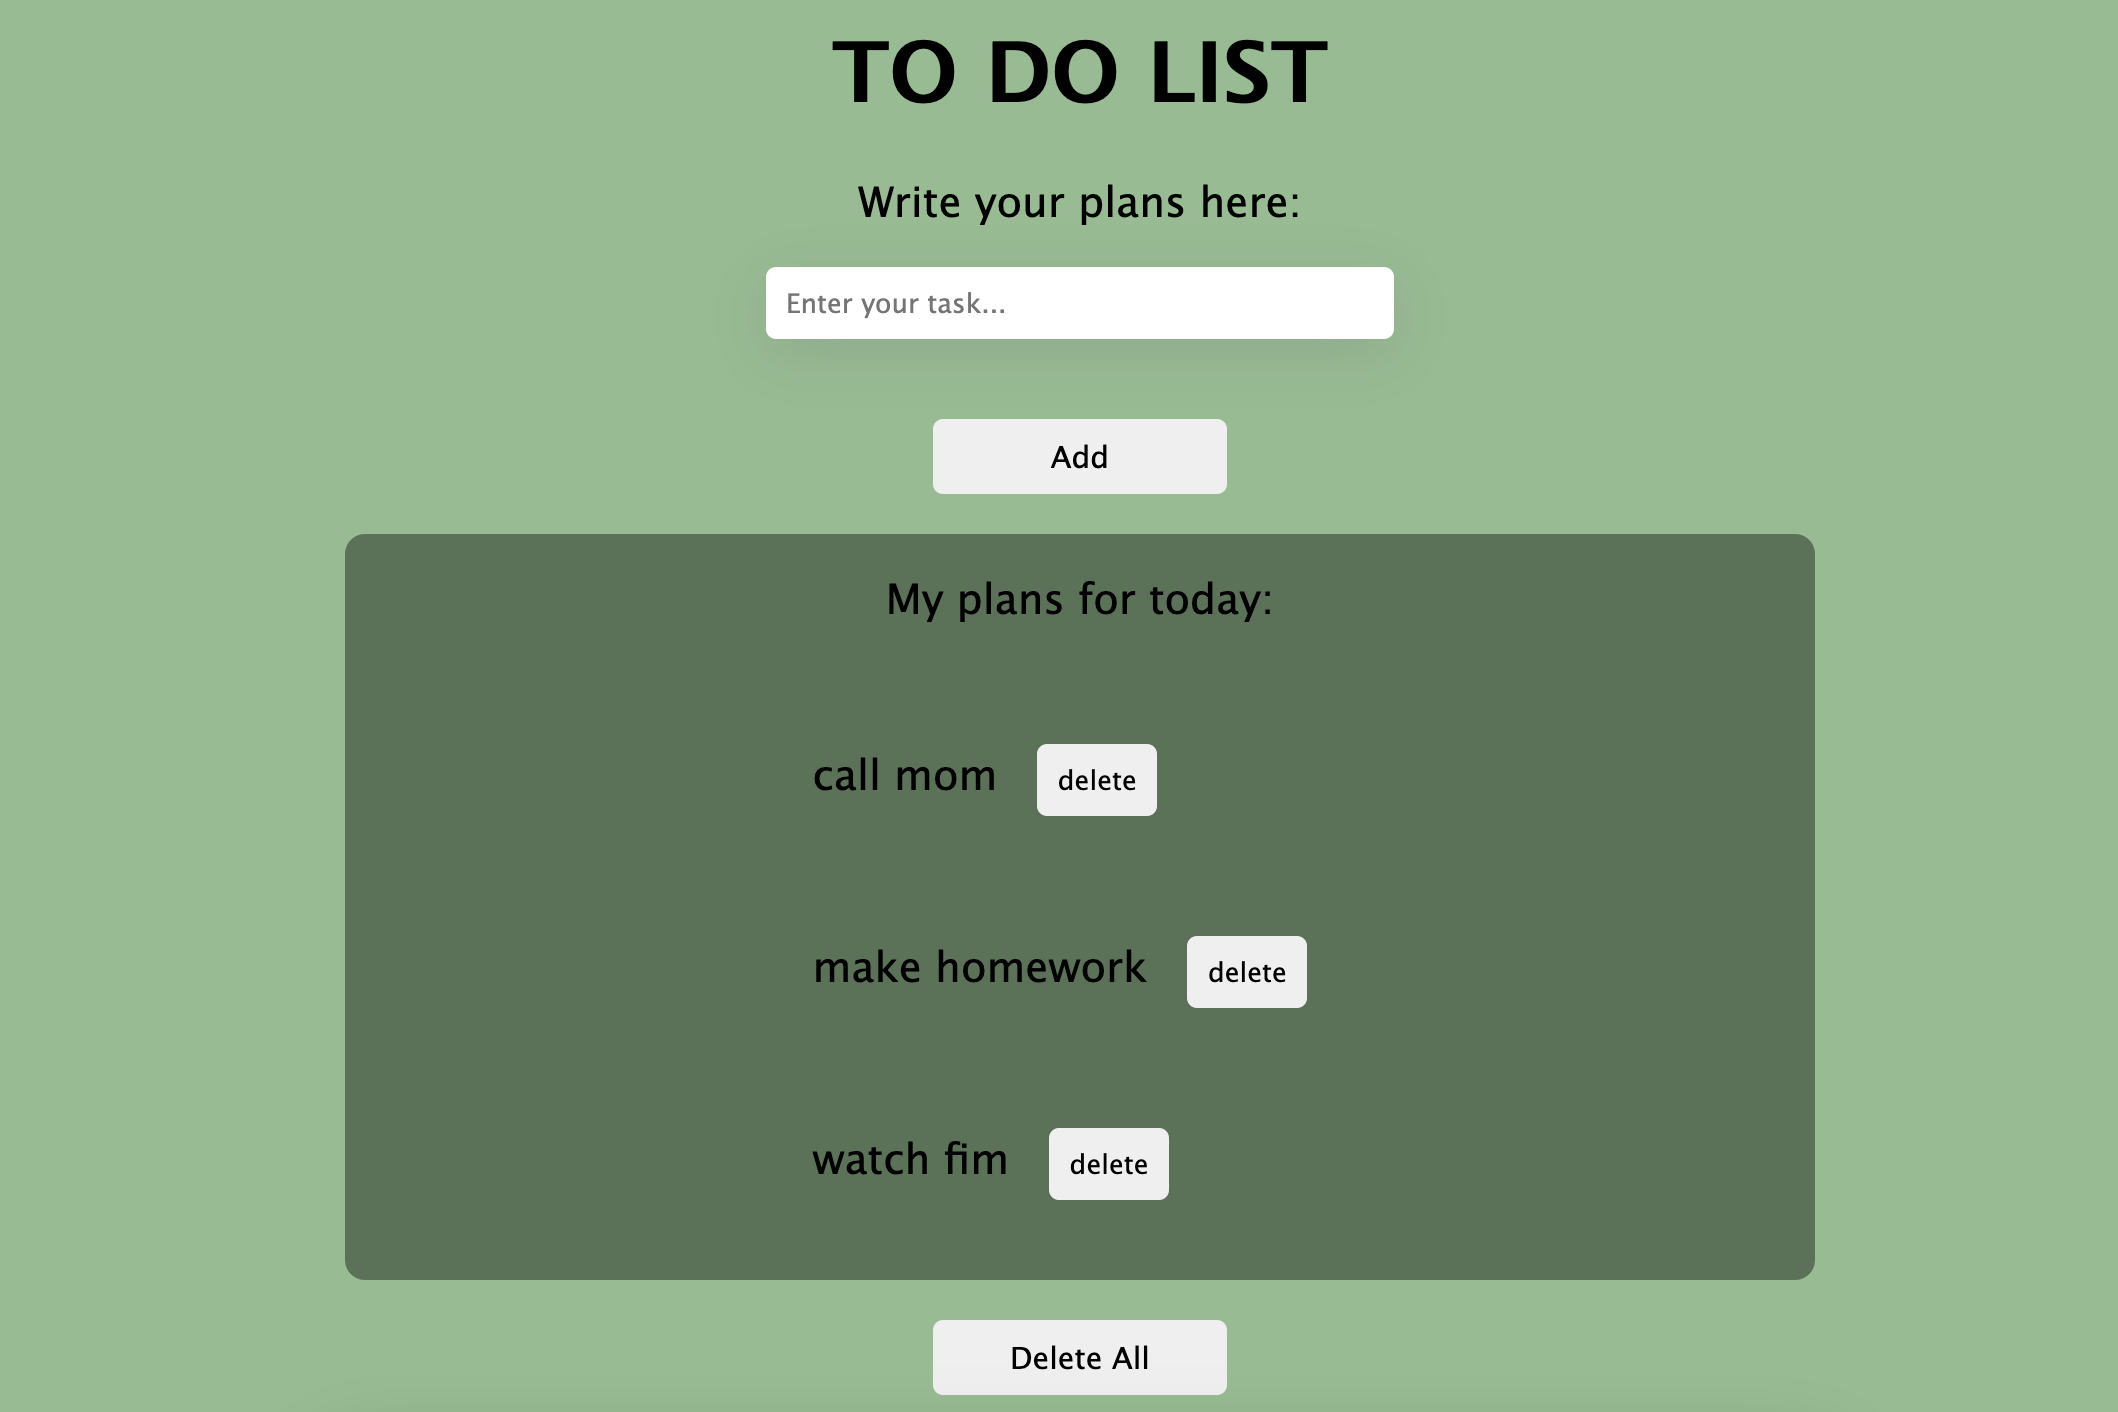 TO DO LIST
Write your plans here:
Enter your task...
Add
My plans for today:
call mom delete
make homework delete
watch fim delete
Delete All